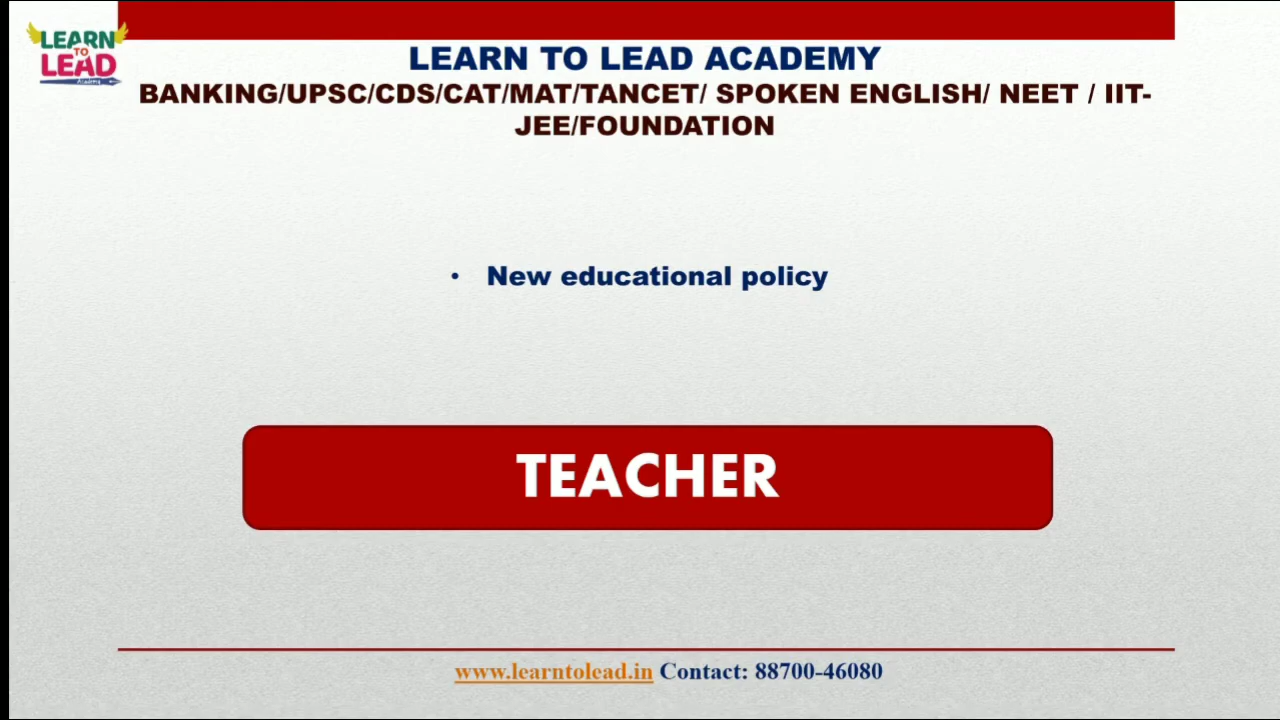 LEARN
TO
LEAD
Academy
LEARN TO LEAD ACADEMY
BANKING/UPSC/CDS/CAT/MAT/TANCET/ SPOKEN ENGLISH/ NEET / IIT-
JEE/FOUNDATION
• New educational policy
TEACHER
www.learntolead.in Contact: 88700-46080